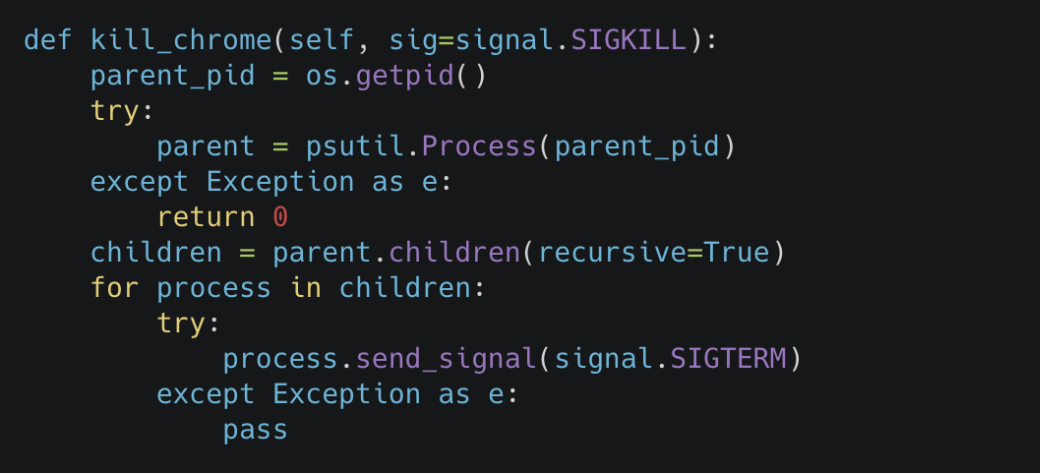 def kill_chrome(self, sig=signal.SIGKILL):
    parent_pid = os.getpid()
    try:
        parent = psutil.Process(parent_pid)
    except Exception as e:
        return 0
    children = parent.children(recursive=True)
    for process in children:
        try:
            process.send_signal(signal.SIGTERM)
        except Exception as e:
            pass